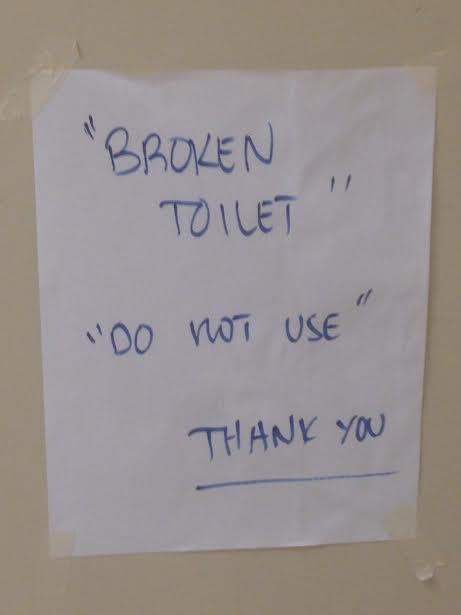 "BROKEN
TOILET"
"DO NOT USE"
THANK YOU